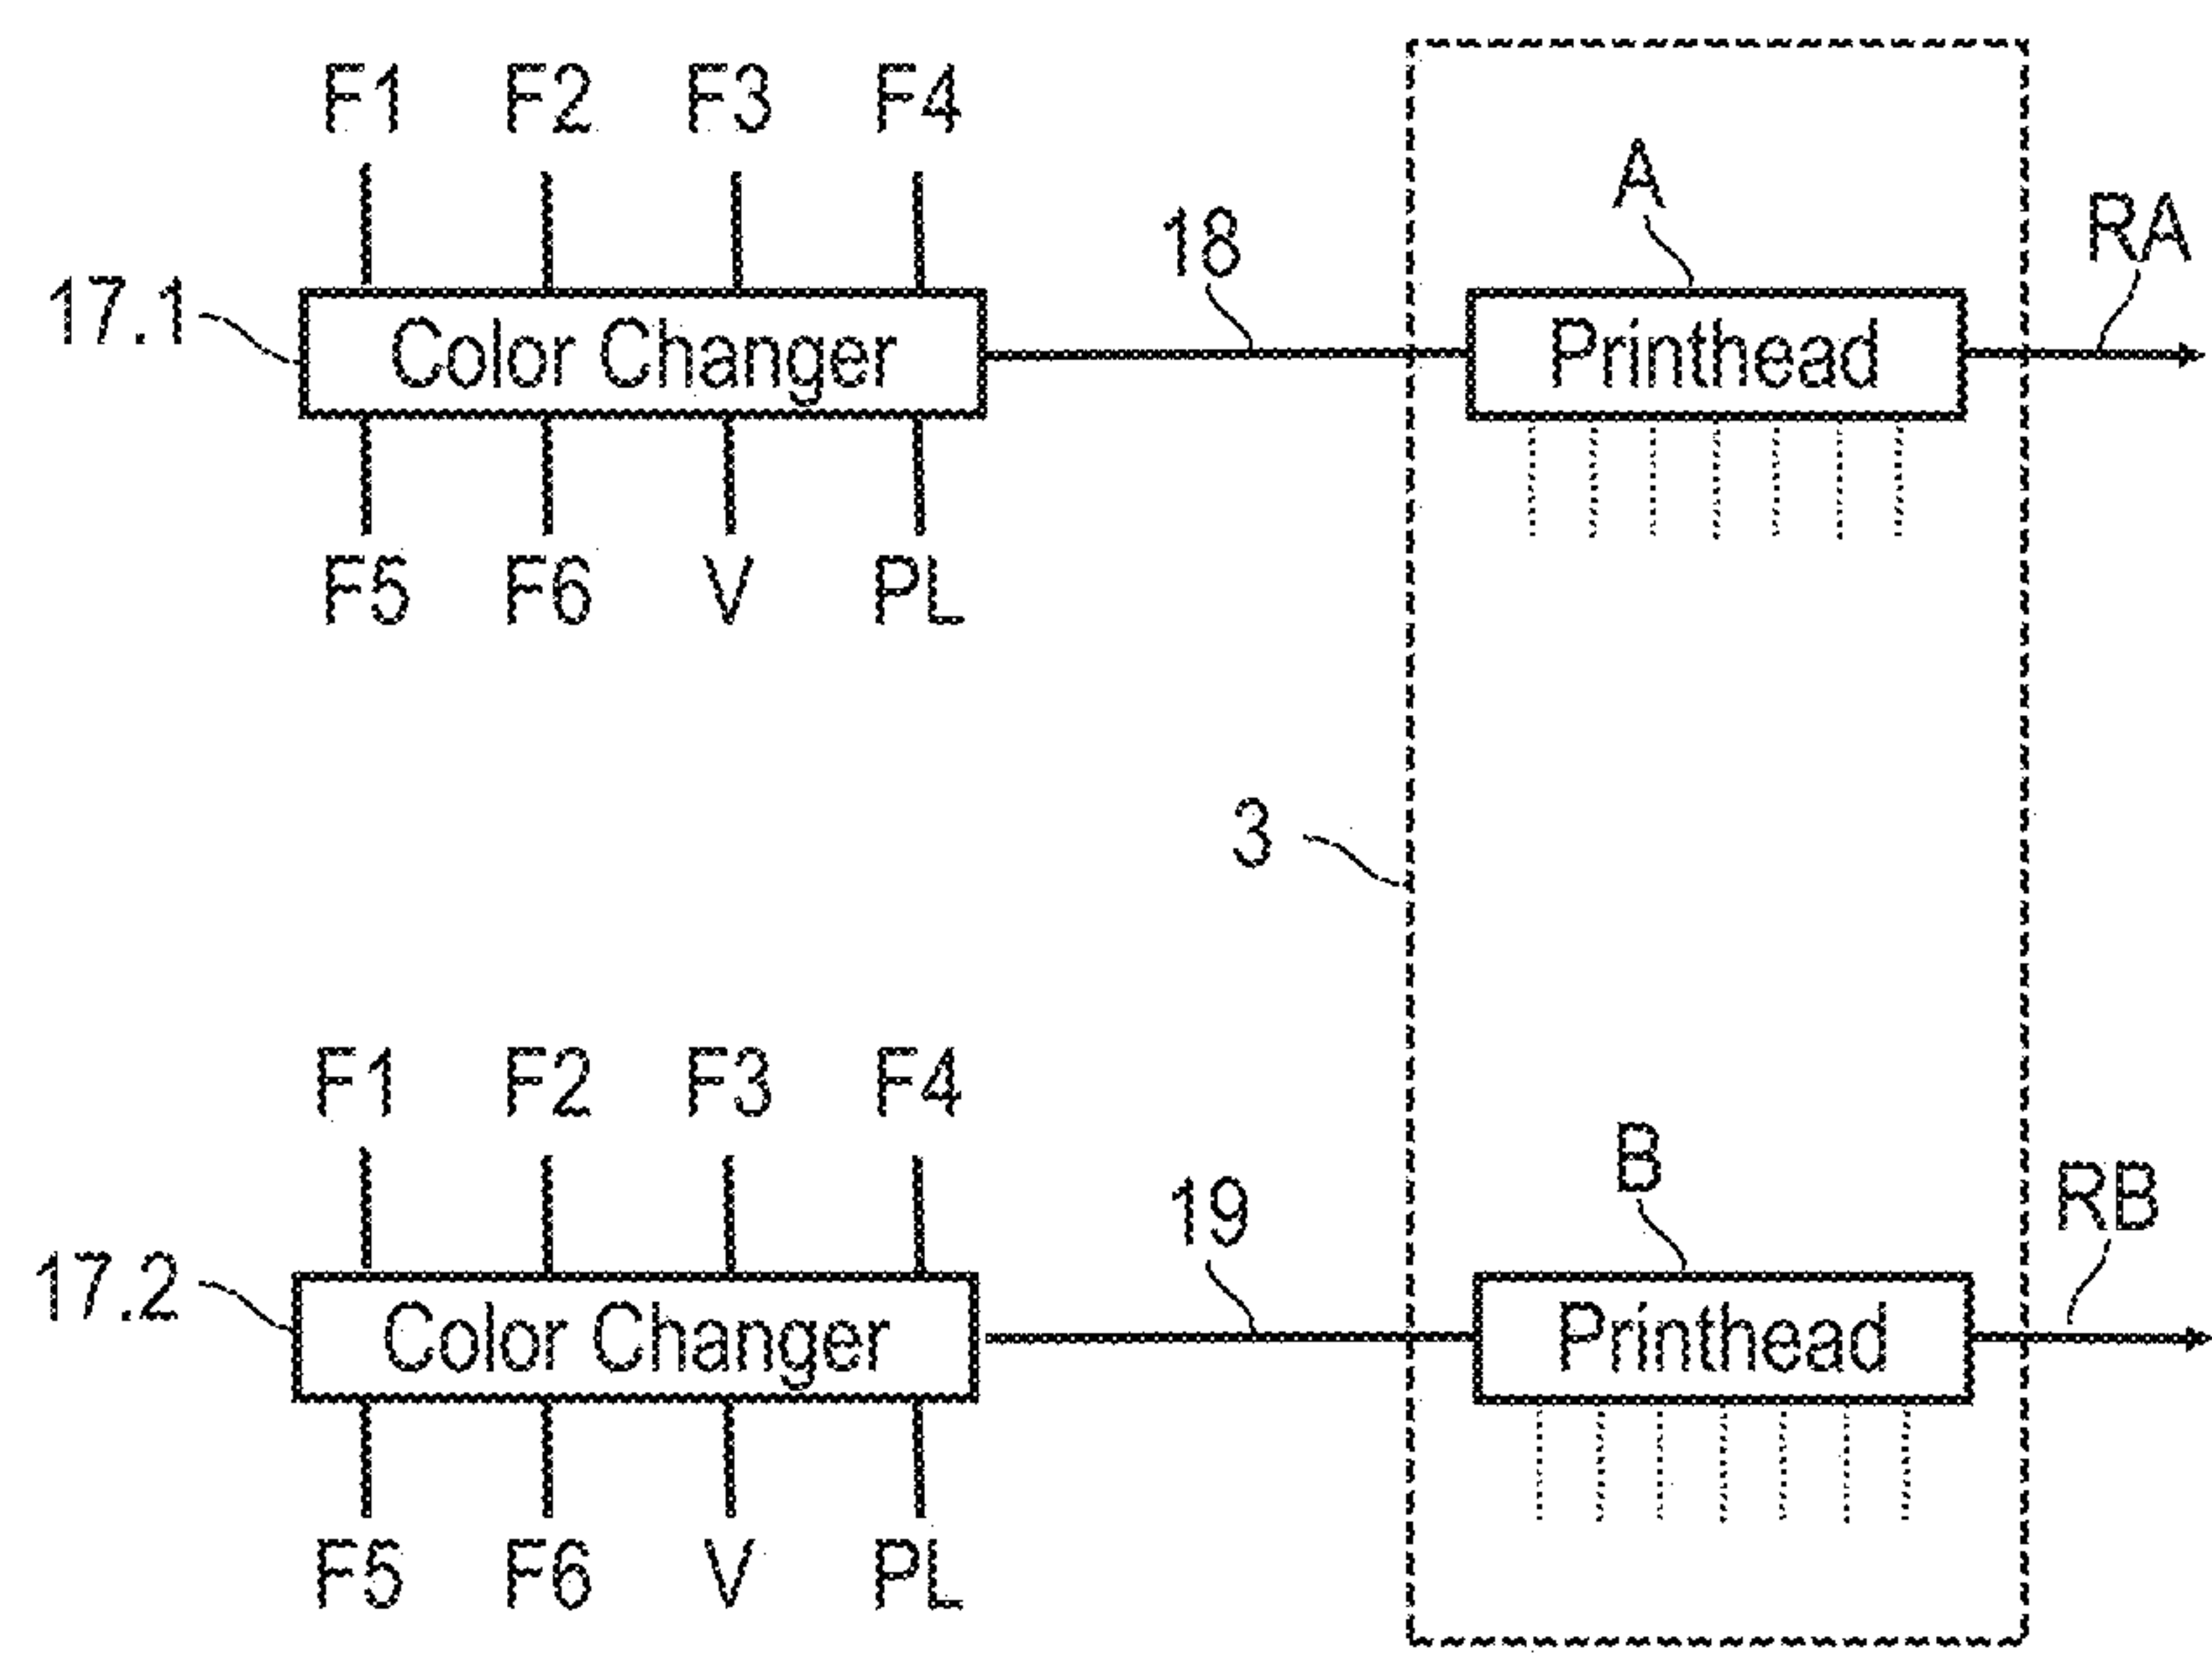 F1 F2 F3 F4
A
18
RA
17.1
Color Changer
Printhead
F5 F6 V PL
3
F1 F2 F3 F4
B
19
RB
17.2
Color Changer
Printhead
F5 F6 V PL